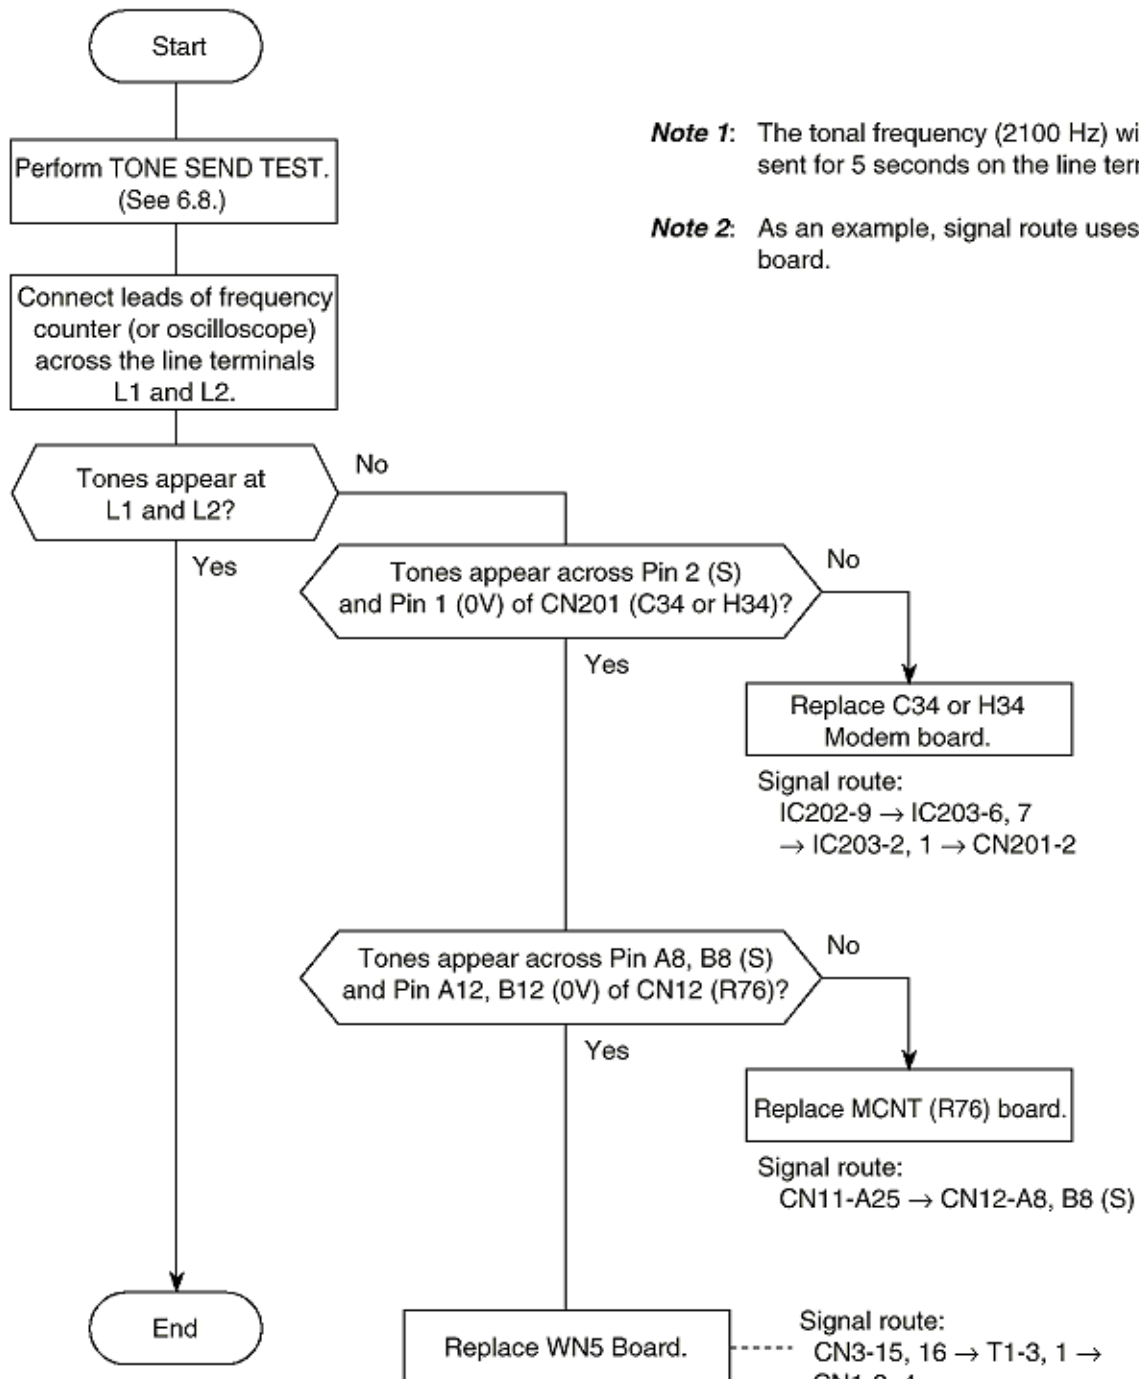 Start
Perform TONE SEND TEST.
(See 6.8.)
Note 1: The tonal frequency (2100 Hz)
sent for 5 seconds on the line
Note 2: As an example, signal route uses
board.
Connect leads of frequency
counter (or oscilloscope)
across the line terminals
L1 and L2.
Tones appear at
L1 and L2?
No
Yes
Tones appear across Pin 2 (S)
and Pin 1 (0V) of CN201 (C34 or H34)?
No
Yes
Replace C34 or H34
Modem board.
Signal route:
IC202-9 → IC203-6, 7
→ IC203-2, 1 → CN201-2
Tones appear across Pin A8, B8 (S)
and Pin A12, B12 (0V) of CN12 (R76)?
No
Yes
Replace MCNT (R76) board.
Signal route:
CN11-A25 → CN12-A8, B8 (S)
End
Replace WN5 Board.
Signal route:
CN3-15, 16 → T1-3, 1 →